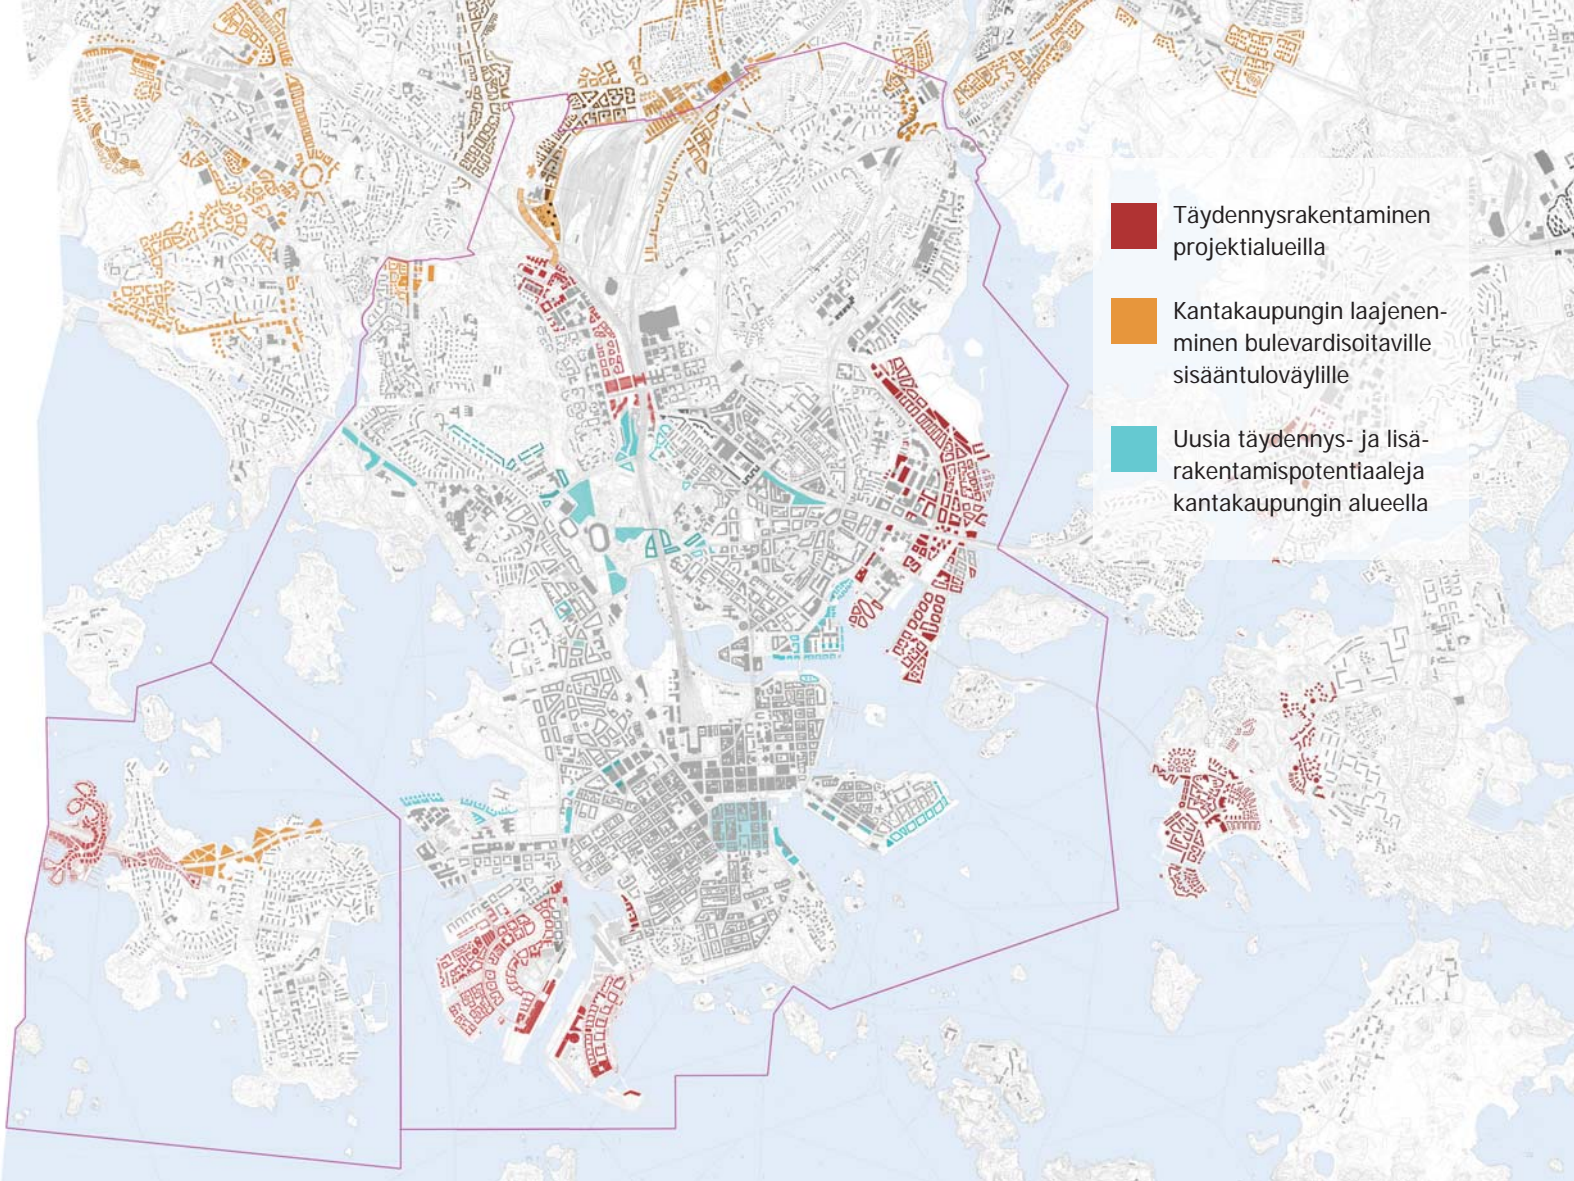 Täydennysrakentaminen
projektialueilla
Kantakaupungin laajenen-
minen bulevardisoitaville
sisääntuloväylille
Uusia täydennys- ja lisä-
rakentamispotentiaaleja
kantakaupungin alueella